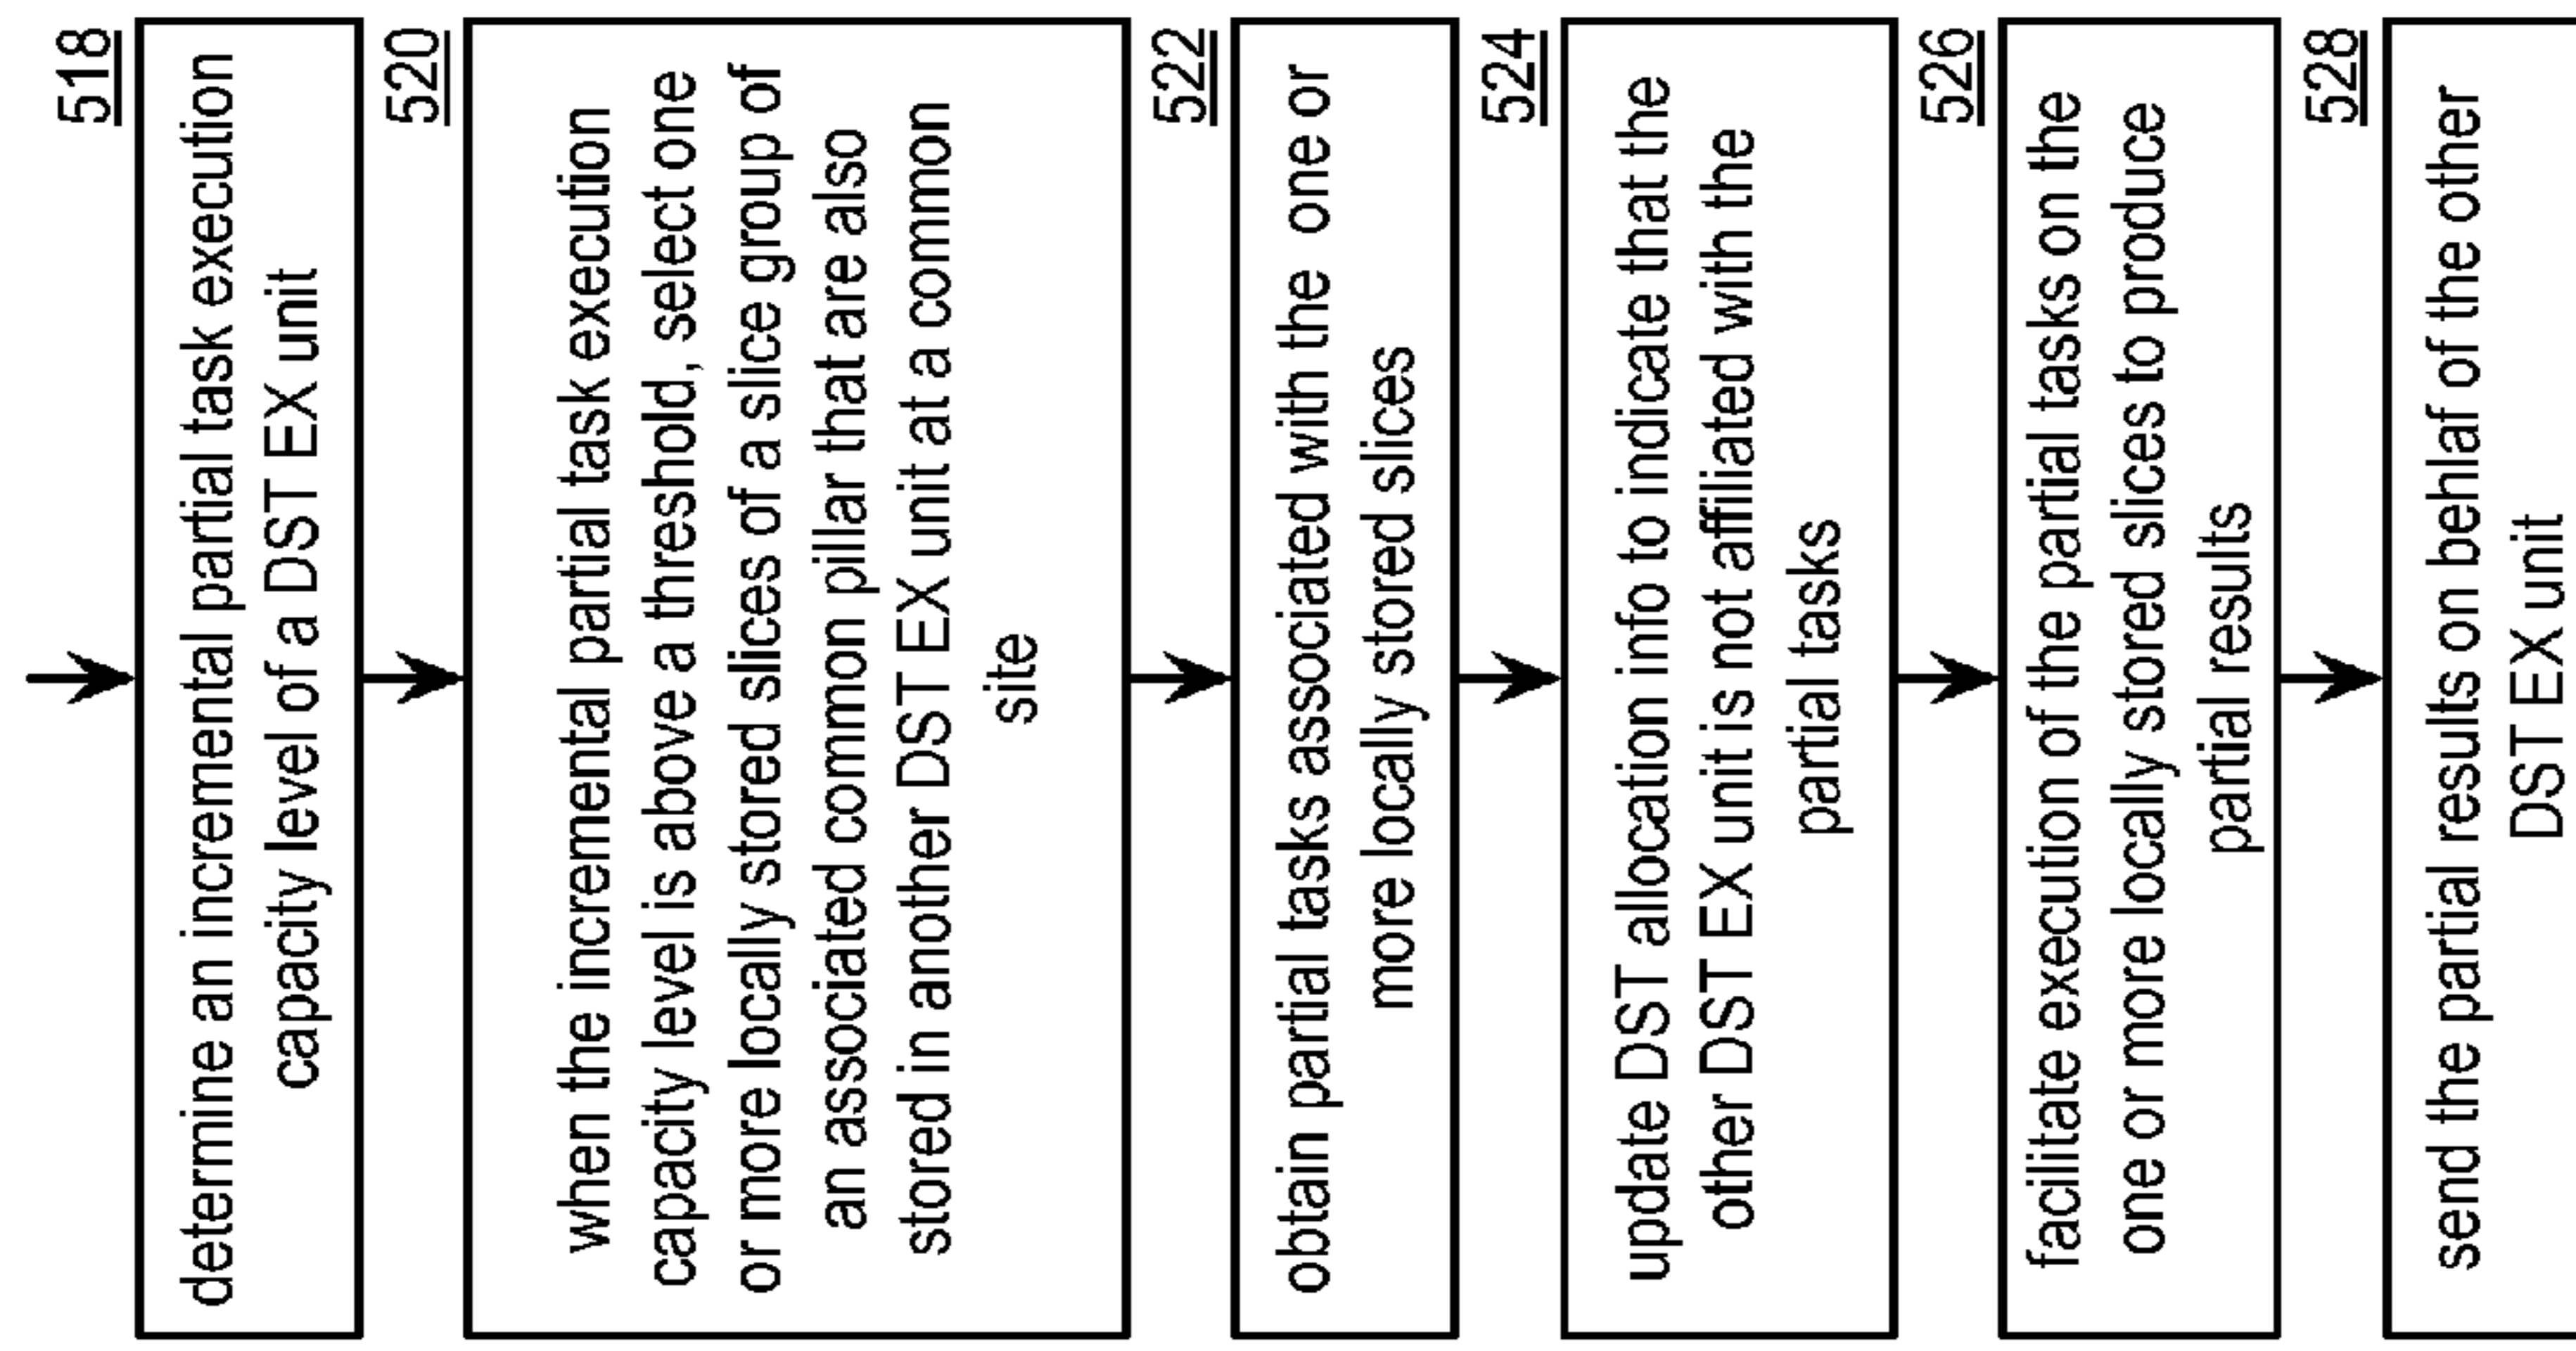 518
determine an incremental partial task execution
capacity level of a DST EX unit
520
when the incremental partial task execution
capacity level is above a threshold, select one
or more locally stored slices of a slice group of
an associated common pillar that are also
stored in another DST EX unit at a common
site
522
obtain partial tasks associated with the one or
more locally stored slices
524
update DST allocation info to indicate that the
other DST EX unit is not affiliated with the
partial tasks
526
facilitate execution of the partial tasks on the
one or more locally stored slices to produce
partial results
528
send the partial results on behlaf of the other
DST EX unit